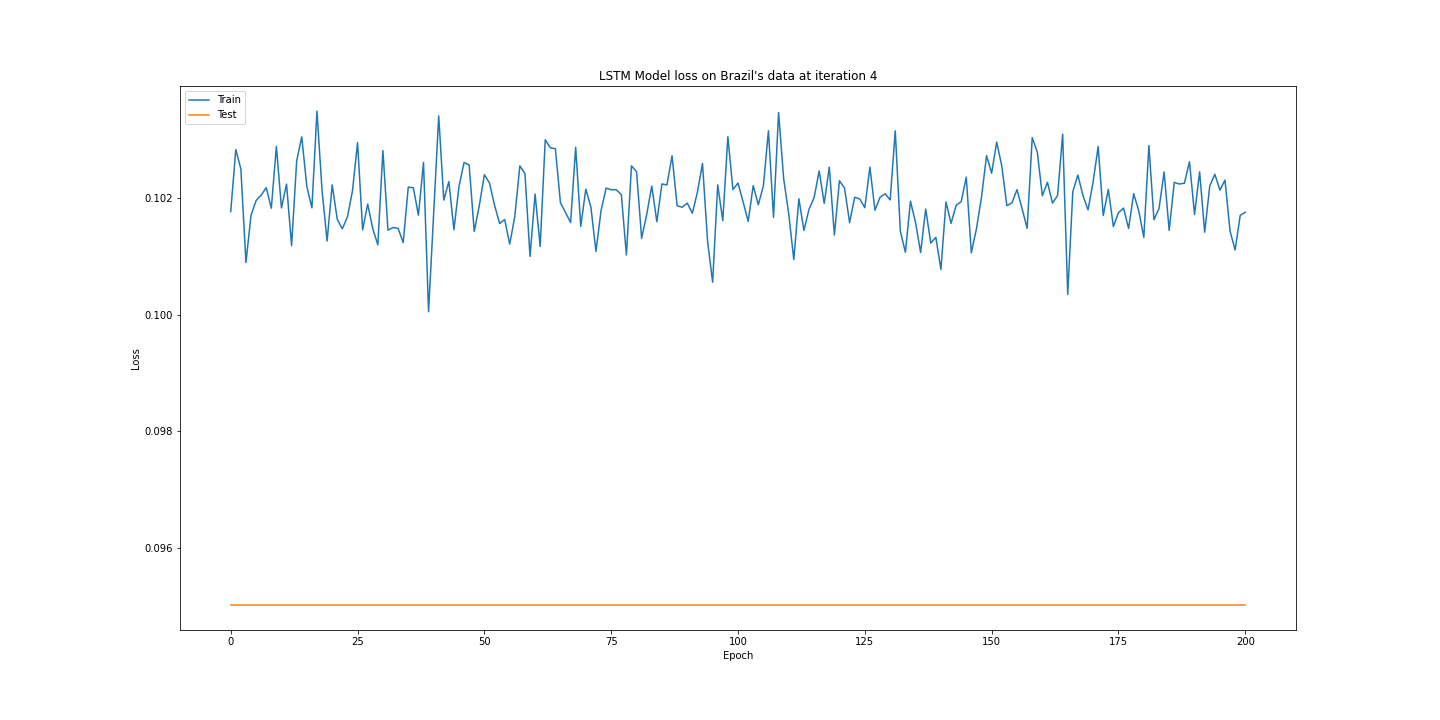 LSTM Model loss on Brazil's data at iteration 4
Train
Test
0.102
0.100
0.098
0.096
Loss
0 25 50 75 100 125 150 175 200
Epoch